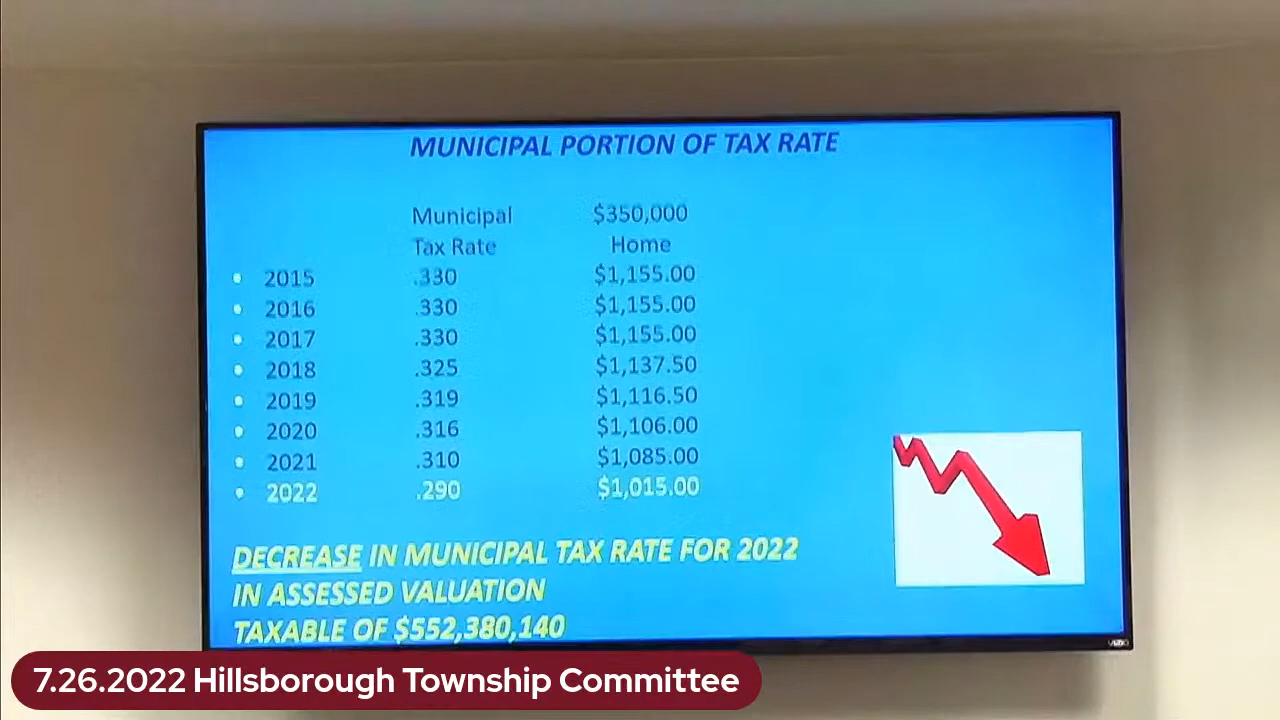 MUNICIPAL PORTION OF TAX RATE
Municipal $350,000
Tax Rate Home
• 2015 .330 $1,155.00
• 2016 .330 $1,155.00
• 2017 .330 $1,155.00
• 2018 .325 $1,137.50
• 2019 .319 $1,116.50
• 2020 .316 $1,106.00
• 2021 .310 $1,085.00
• 2022 .290 $1,015.00
DECREASE IN MUNICIPAL TAX RATE FOR 2022
IN ASSESSED VALUATION
TAXABLE OF $552,380,140
VIZIO
7.26.2022 Hillsborough Township Committee